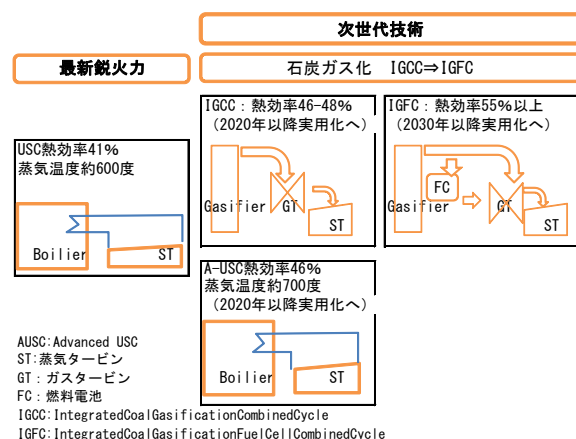 次世代技術
最新鋭火力
石炭ガス化 IGCC⇒IGFC
IGCC：熱効率46-48%
（2020年以降実用化へ）
Gasifier
GT
ST
IGFC：熱効率55%以上
（2030年以降実用化へ）
FC
Gasifier
GT
ST
USC熱効率41%
蒸気温度約600度
Boilier
ST
A-USC熱効率46%
蒸気温度約700度
（2020年以降実用化へ）
Boilier
ST
AUSC:Advanced USC
ST:蒸気タービン
GT：ガスタービン
FC：燃料電池
IGCC:IntegratedCoalGasificationCombinedCycle
IGFC:IntegratedCoalGasificationFuelCellCombinedCycle